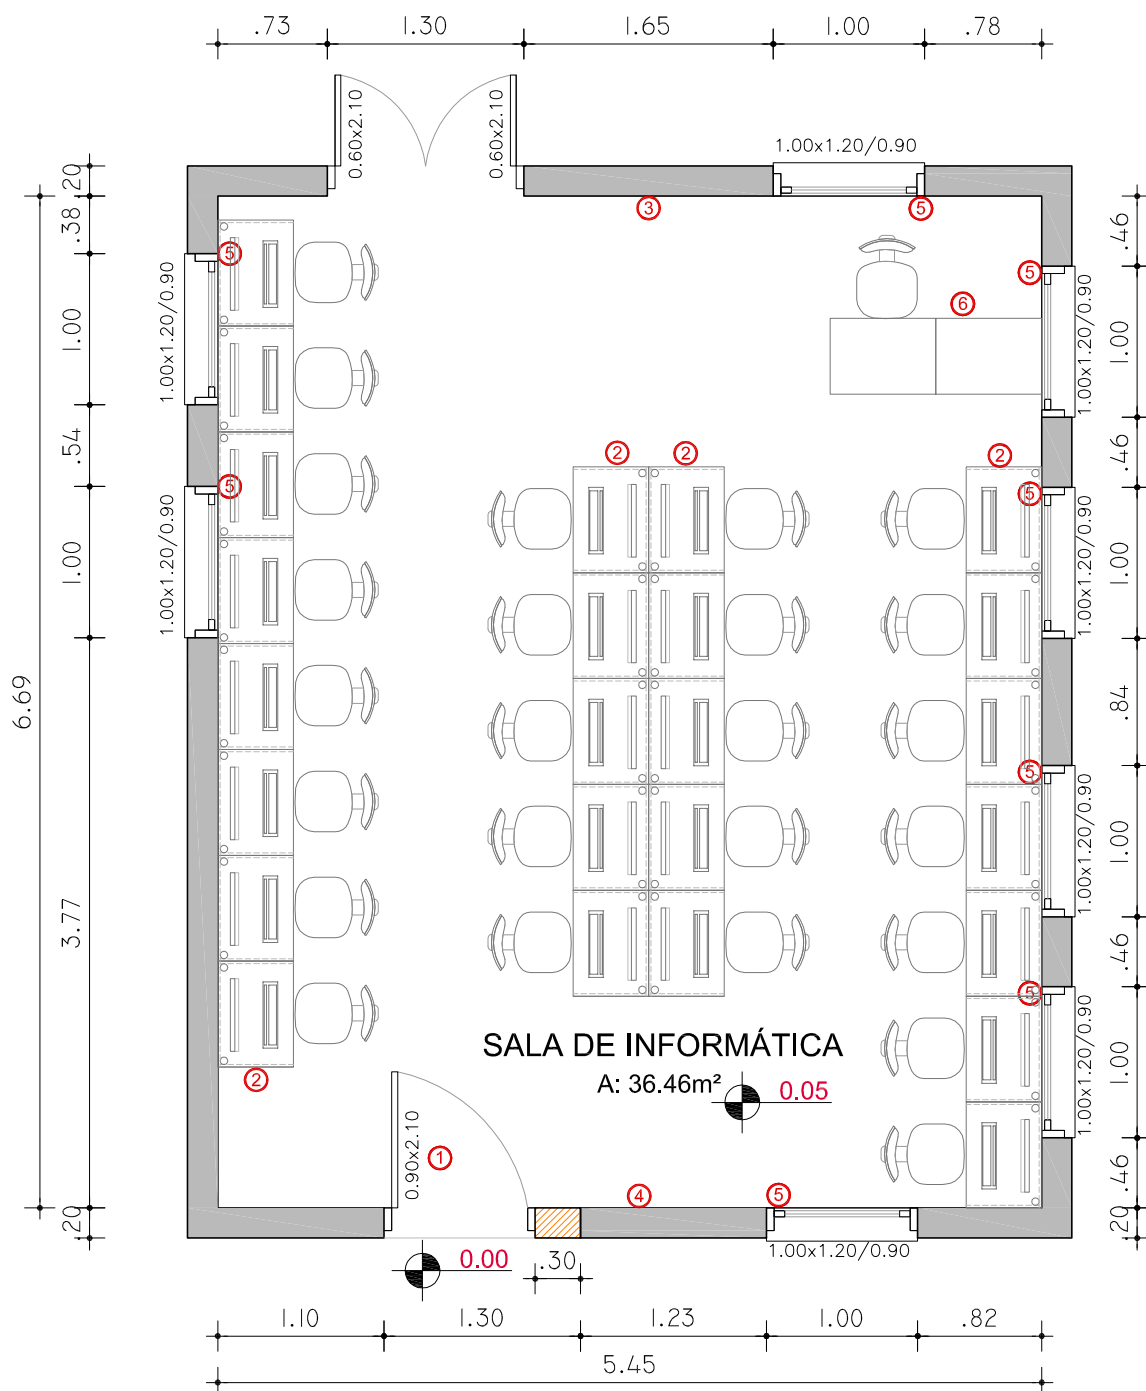 .73 1.30 1.65 1.00 .78
0.60x2.10 0.60x2.10
1.00x1.20/0.90
20
3 5
.38 .46
5 5
1.00x1.20/0.90 1.00x1.20/0.90
6
1.00 1.00
.54 .46
2 2 2
5 5
1.00x1.20/0.90 1.00x1.20/0.90
1.00 1.00
6.69
.84
5
1.00x1.20/0.90
1.00
3.77
.46
5
SALA DE INFORMÁTICA
A: 36.46m²
0.05
2
1.00x1.20/0.90
1.00
0.90x2.10
1
4 5
.46
20 20
1.00x1.20/0.90
0.00
.30
1.10 1.30 1.23 1.00 .82
5.45